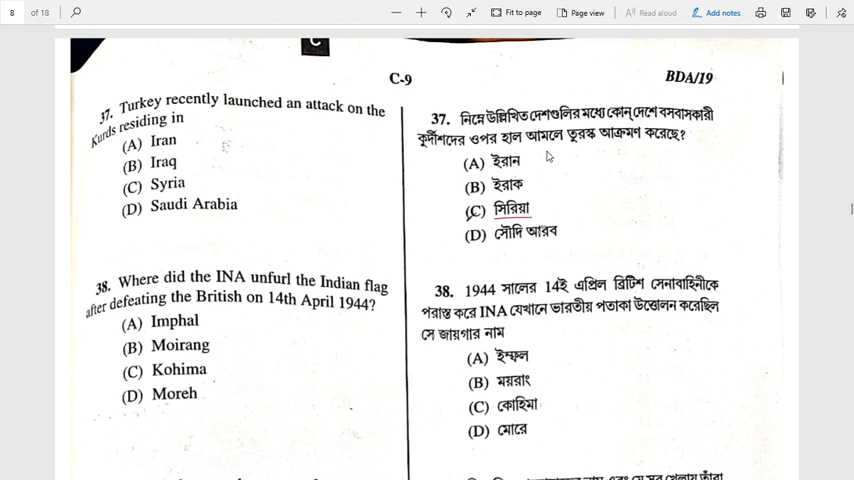 8 of 18
Fit to page
Page view
Read aloud
Add notes
C
C-9
BDA/19
37. Turkey recently launched an attack on the
Kurds residing in
(A) Iran
(B) Iraq
(C) Syria
(D) Saudi Arabia
38. Where did the INA unfurl the Indian flag
after defeating the British on 14th April 1944?
(A) Imphal
(B) Moirang
(C) Kohima
(D) Moreh
37. নিম্নে উল্লিখিত দেশগুলির মধ্যে কোন্ দেশে বসবাসকারী
কুর্দীশদের ওপর হাল আমলে তুরস্ক আক্রমণ করেছে?
(A) ইরান
(B) ইরাক
(C) সিরিয়া
(D) সৌদি আরব
38. 1944 সালের 14ই এপ্রিল ব্রিটিশ সেনাবাহিনীকে
পরাস্ত করে INA যেখানে ভারতীয় পতাকা উত্তোলন করেছিল
সে জায়গার নাম
(A) ইম্ফল
(B) ময়রাং
(C) কোহিমা
(D) মোরে